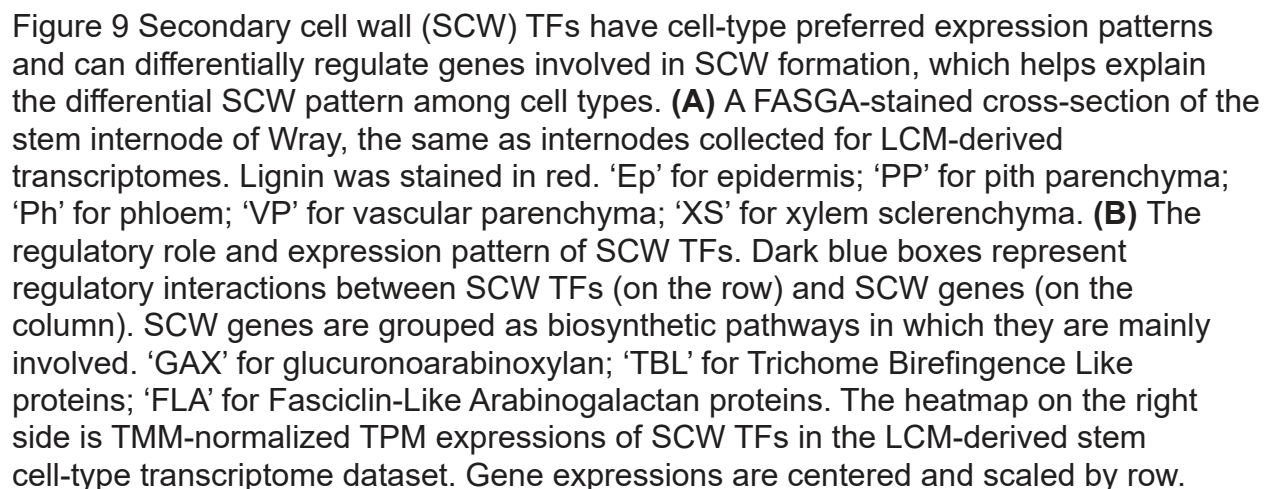 Figure 9 Secondary cell wall (SCW) TFs have cell-type preferred expression patterns
and can differentially regulate genes involved in SCW formation, which helps explain
the differential SCW pattern among cell types. (A) A FASGA-stained cross-section of the
stem internode of Wray, the same as internodes collected for LCM-derived
transcriptomes. Lignin was stained in red. ‘Ep’ for epidermis; ‘PP’ for pith parenchyma;
‘Ph’ for phloem; ‘VP’ for vascular parenchyma; ‘XS’ for xylem sclerenchyma. (B) The
regulatory role and expression pattern of SCW TFs. Dark blue boxes represent
regulatory interactions between SCW TFs (on the row) and SCW genes (on the
column). SCW genes are grouped as biosynthetic pathways in which they are mainly
involved. ‘GAX’ for glucuronoarabinoxylan; ‘TBL’ for Trichome Birefingence Like
proteins; ‘FLA’ for Fasciclin-Like Arabinogalactan proteins. The heatmap on the right
side is TMM-normalized TPM expressions of SCW TFs in the LCM-derived stem
cell-type transcriptome dataset. Gene expressions are centered and scaled by row.